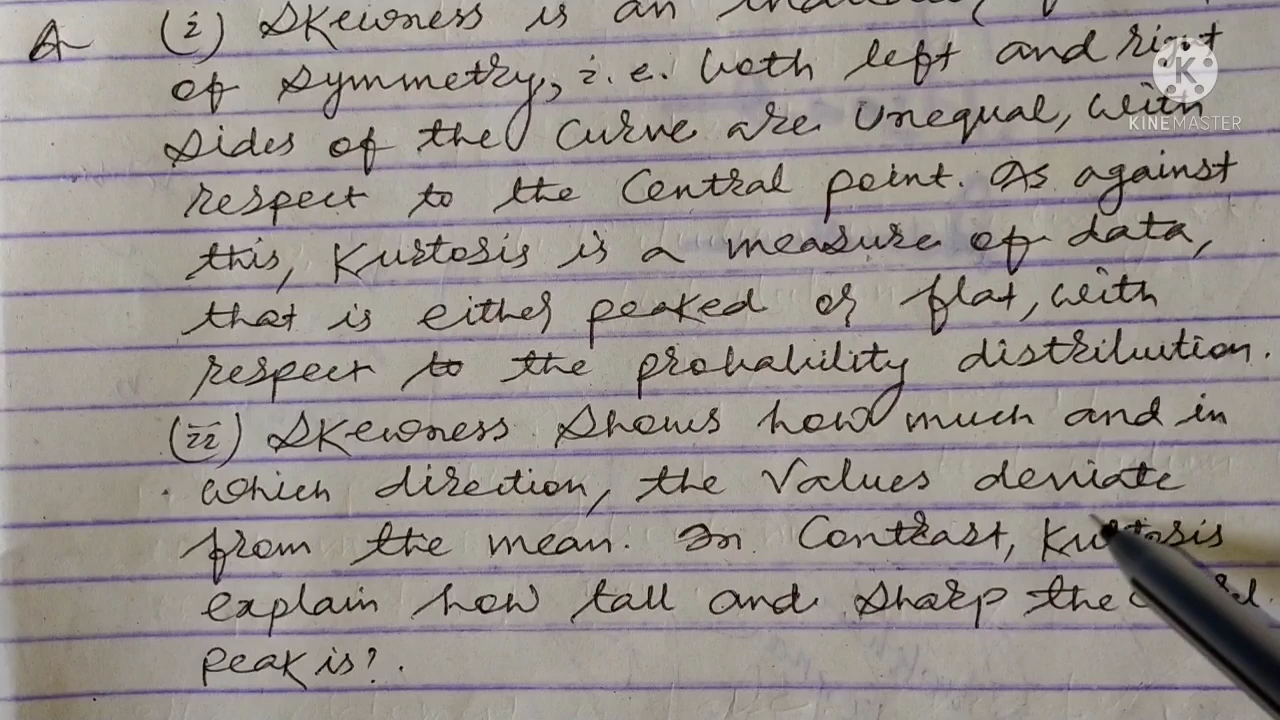 A (i) Skewness is an
of symmetry, i.e. both left and right
sides of the curve are unequal, with
KINEMASTER
respect to the Central point. As against
this, Kurtosis is a measure of data,
that is either peaked or flat, with
respect to the probability distribution.
(ii) Skewness shows how much and in
which direction, the Values deviate
from the mean. In Contrast, Kurtosis
explain how tall and sharp the
peak is?.